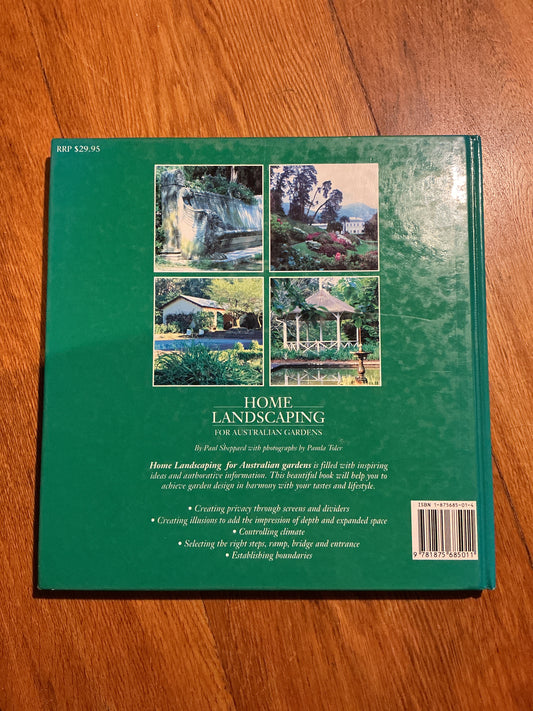 RRP $29.95
HOME
LANDSCAPING
FOR AUSTRALIAN GARDENS
By Paul Sheppard with photographs by Pamla Toler
Home Landscaping for Australian gardens is filled with inspiring
ideas and authorative information. This beautiful book will help you to
achieve garden design in harmony with your tastes and lifestyle.
• Creating privacy through screens and dividers
• Creating illusions to add the impression of depth and expanded space
• Controlling climate
• Selecting the right steps, ramp, bridge and entrance
• Establishing boundaries
ISBN 1-875685-01-4
9 781875 685011